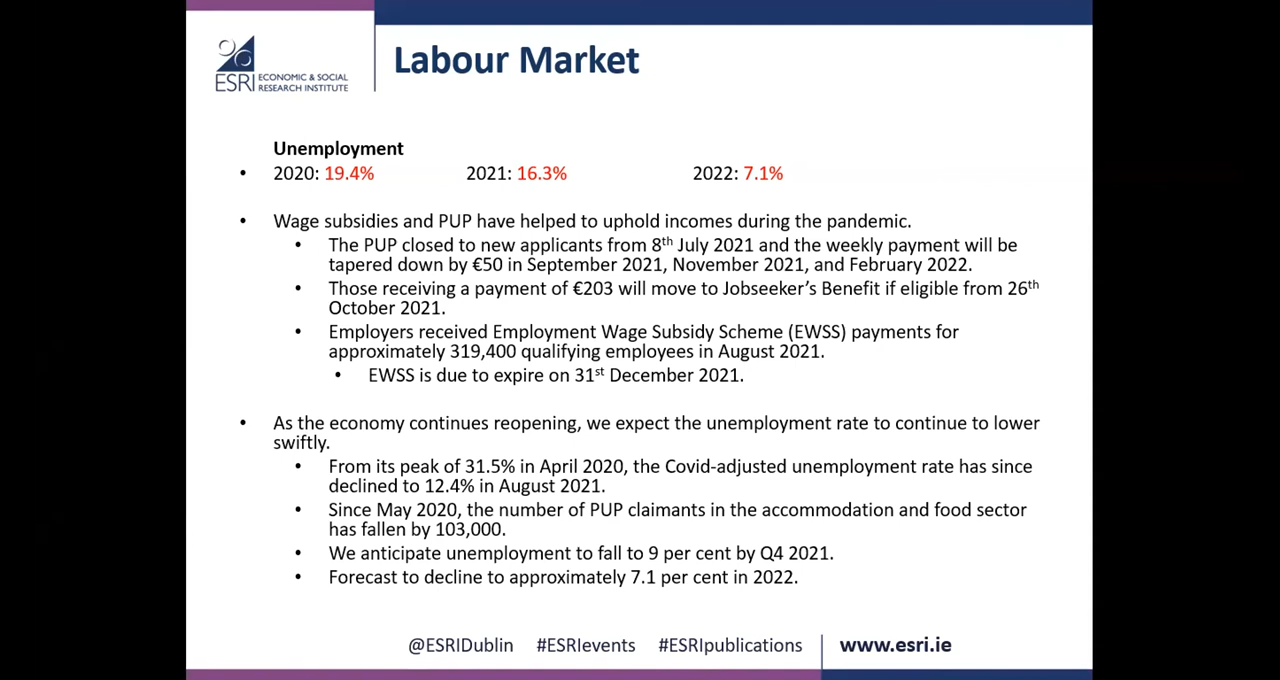 ESRI ECONOMIC & SOCIAL
RESEARCH INSTITUTE
Labour Market
Unemployment
• 2020: 19.4% 2021: 16.3% 2022: 7.1%
• Wage subsidies and PUP have helped to uphold incomes during the pandemic.
• The PUP closed to new applicants from 8th July 2021 and the weekly payment will be
tapered down by €50 in September 2021, November 2021, and February 2022.
• Those receiving a payment of €203 will move to Jobseeker’s Benefit if eligible from 26th
October 2021.
• Employers received Employment Wage Subsidy Scheme (EWSS) payments for
approximately 319,400 qualifying employees in August 2021.
• EWSS is due to expire on 31st December 2021.
• As the economy continues reopening, we expect the unemployment rate to continue to lower
swiftly.
• From its peak of 31.5% in April 2020, the Covid-adjusted unemployment rate has since
declined to 12.4% in August 2021.
• Since May 2020, the number of PUP claimants in the accommodation and food sector
has fallen by 103,000.
• We anticipate unemployment to fall to 9 per cent by Q4 2021.
• Forecast to decline to approximately 7.1 per cent in 2022.
@ESRIDublin #ESRIevents #ESRIpublications www.esri.ie